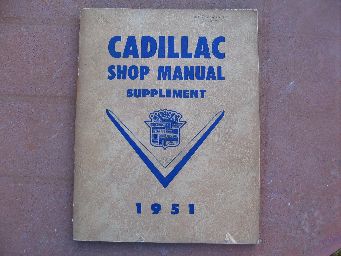 CADILLAC
SHOP MANUAL
SUPPLEMENT
1951